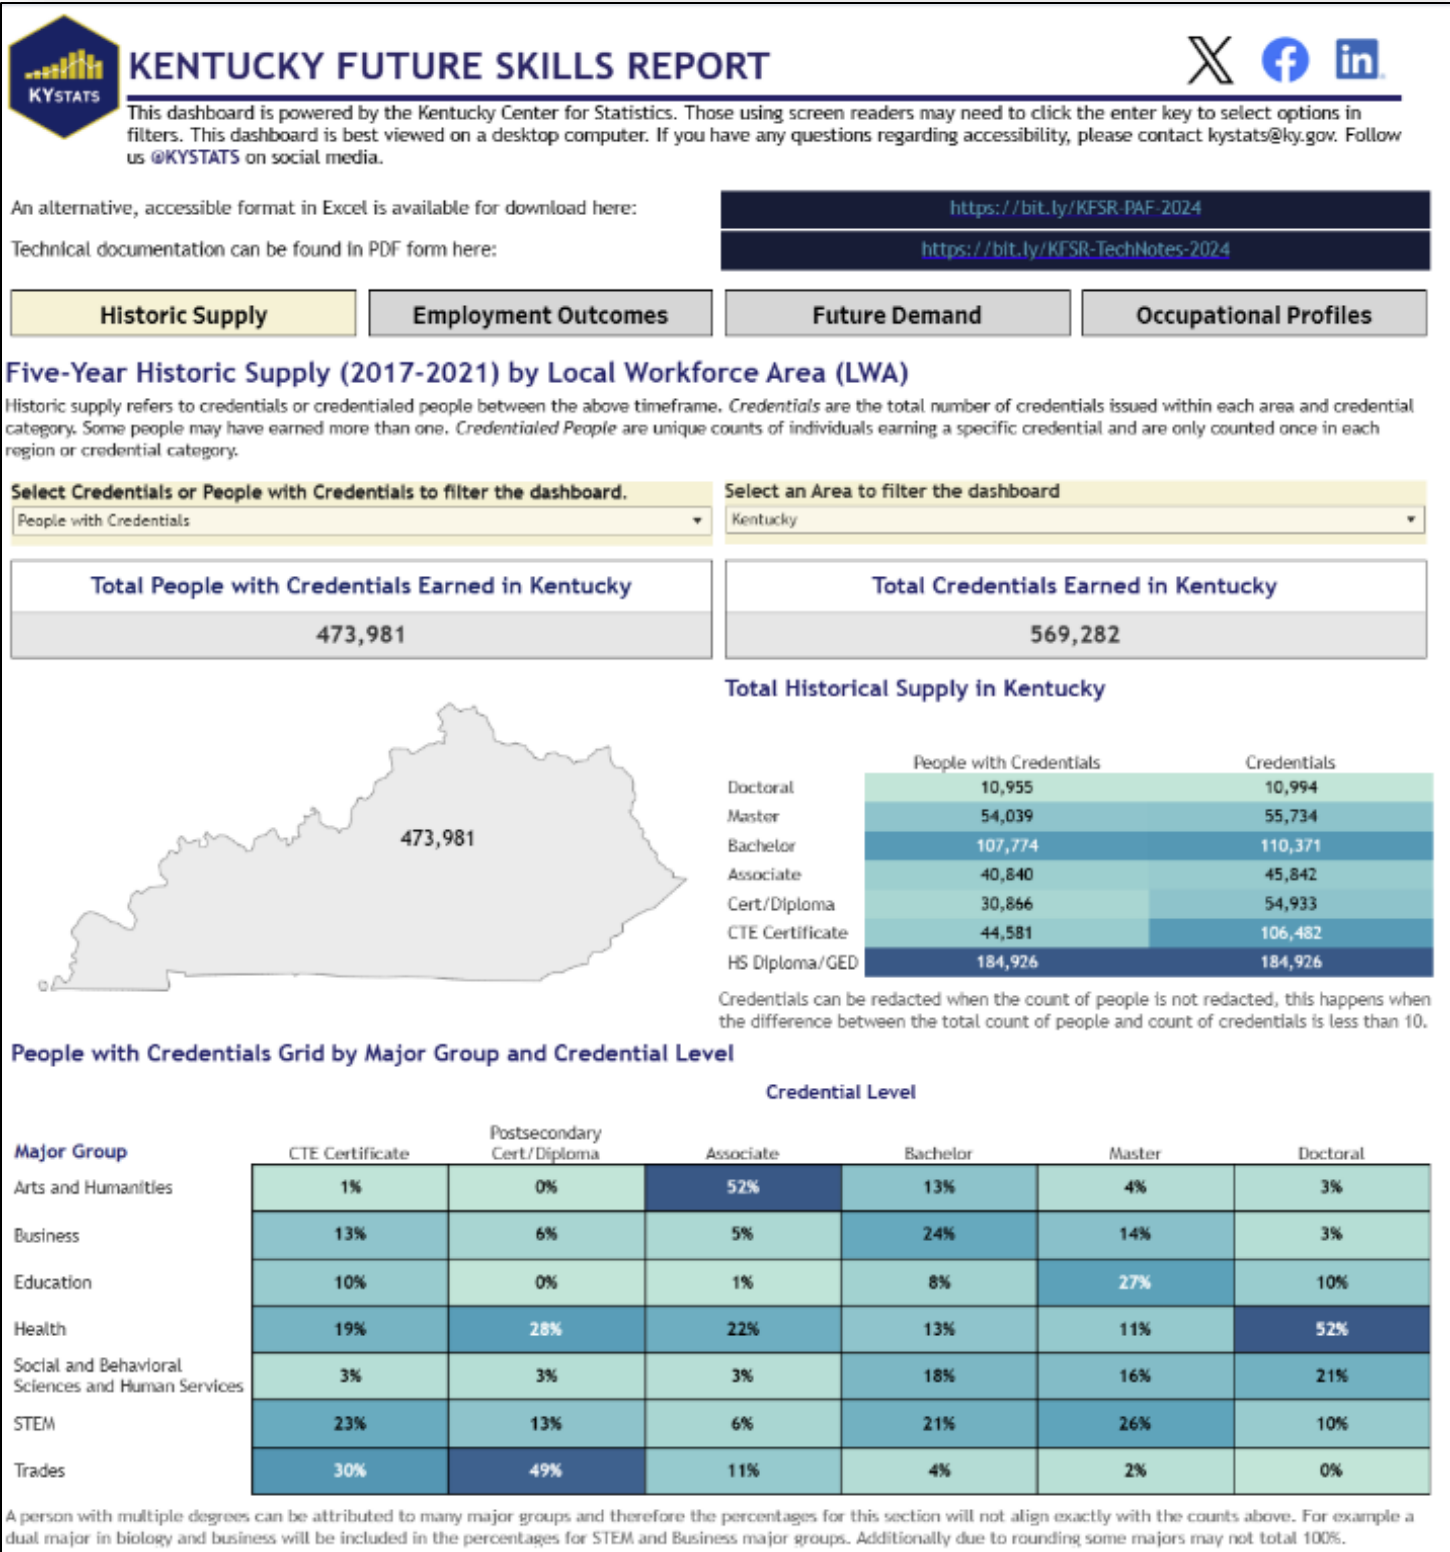 KYSTATS
KENTUCKY FUTURE SKILLS REPORT
in
This dashboard is powered by the Kentucky Center for Statistics. Those using screen readers may need to click the enter key to select options in
filters. This dashboard is best viewed on a desktop computer. If you have any questions regarding accessibility, please contact kystats@ky.gov. Follow
us @KYSTATS on social media.
An alternative, accessible format in Excel is available for download here: https://bit.ly/KFSR-PAF-2024
Technical documentation can be found in PDF form here: https://bit.ly/KFSR-TechNotes-2024
Historic Supply Employment Outcomes Future Demand Occupational Profiles
Five-Year Historic Supply (2017-2021) by Local Workforce Area (LWA)
Historic supply refers to credentials or credentialed people between the above timeframe. Credentials are the total number of credentials issued within each area and credential
category. Some people may have earned more than one. Credentialed People are unique counts of individuals earning a specific credential and are only counted once in each
region or credential category.
Select Credentials or People with Credentials to filter the dashboard. Select an Area to filter the dashboard
People with Credentials Kentucky
Total People with Credentials Earned in Kentucky Total Credentials Earned in Kentucky
473,981 569,282
473,981
Total Historical Supply in Kentucky
People with Credentials Credentials
Doctoral 10,955 10,994
Master 54,039 55,734
Bachelor 107,774 110,371
Associate 40,840 45,842
Cert/Diploma 30,866 54,933
CTE Certificate 44,581 106,482
HS Diploma/GED 184,926 184,926
Credentials can be redacted when the count of people is not redacted, this happens when
the difference between the total count of people and count of credentials is less than 10.
People with Credentials Grid by Major Group and Credential Level
Credential Level
Postsecondary
Major Group CTE Certificate Cert/Diploma Associate Bachelor Master Doctoral
Arts and Humanities 1% 0% 52% 13% 4% 3%
Business 13% 6% 5% 24% 14% 3%
Education 10% 0% 1% 8% 27% 10%
Health 19% 28% 22% 13% 11% 52%
Social and Behavioral
Sciences and Human Services 3% 3% 3% 18% 16% 21%
STEM 23% 13% 6% 21% 26% 10%
Trades 30% 49% 11% 4% 2% 0%
A person with multiple degrees can be attributed to many major groups and therefore the percentages for this section will not align exactly with the counts above. For example a
dual major in biology and business will be included in the percentages for STEM and Business major groups. Additionally due to rounding some majors may not total 100%.